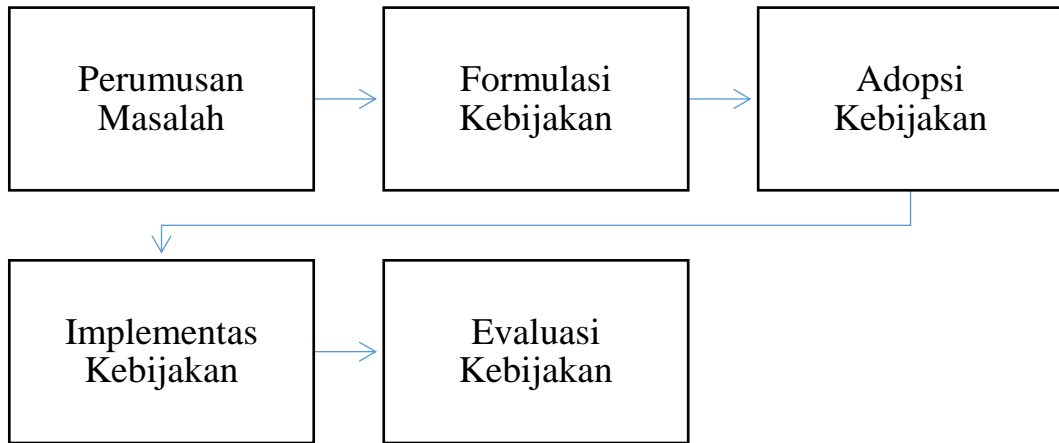 Perumusan
Masalah
Formulasi
Kebijakan
Adopsi
Kebijakan
Implementas
Kebijakan
Evaluasi
Kebijakan